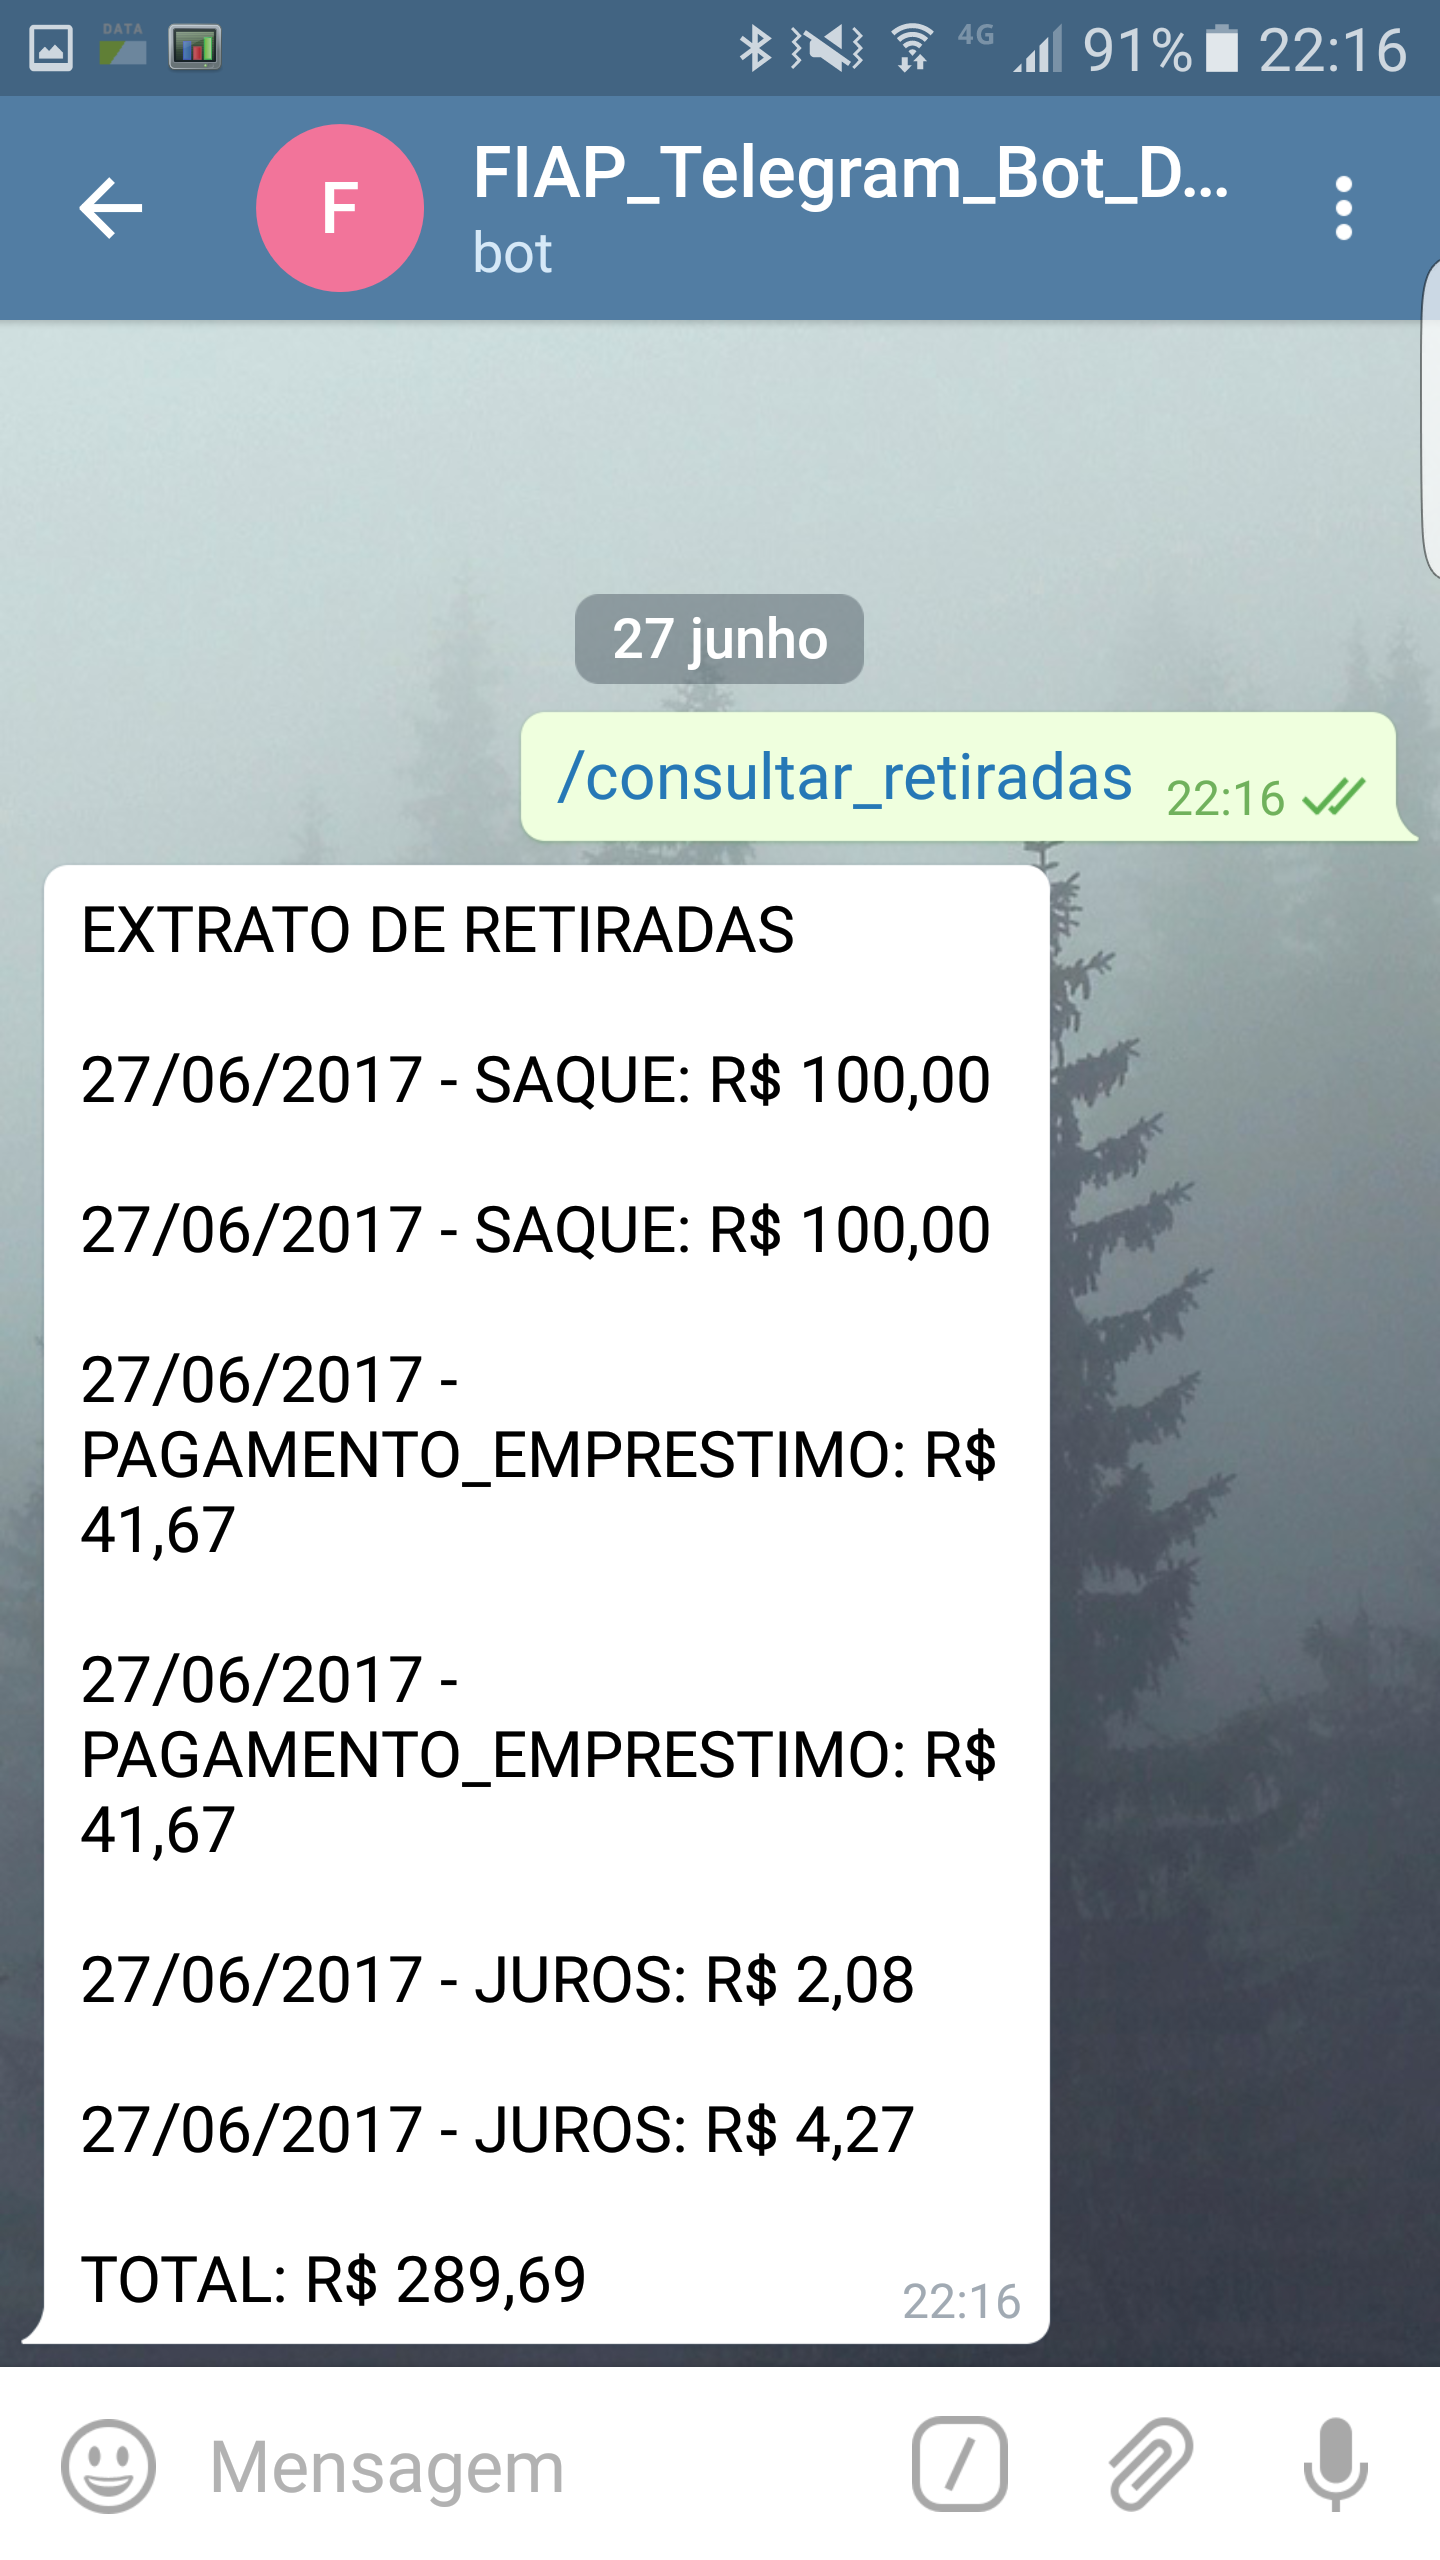 DATA
4G 91% 22:16
F
FIAP_Telegram_Bot_D...
bot
27 junho
/consultar_retiradas 22:16
EXTRATO DE RETIRADAS
27/06/2017 - SAQUE: R$ 100,00
27/06/2017 - SAQUE: R$ 100,00
27/06/2017 -
PAGAMENTO_EMPRESTIMO: R$
41,67
27/06/2017 -
PAGAMENTO_EMPRESTIMO: R$
41,67
27/06/2017 - JUROS: R$ 2,08
27/06/2017 - JUROS: R$ 4,27
TOTAL: R$ 289,69
22:16
Mensagem